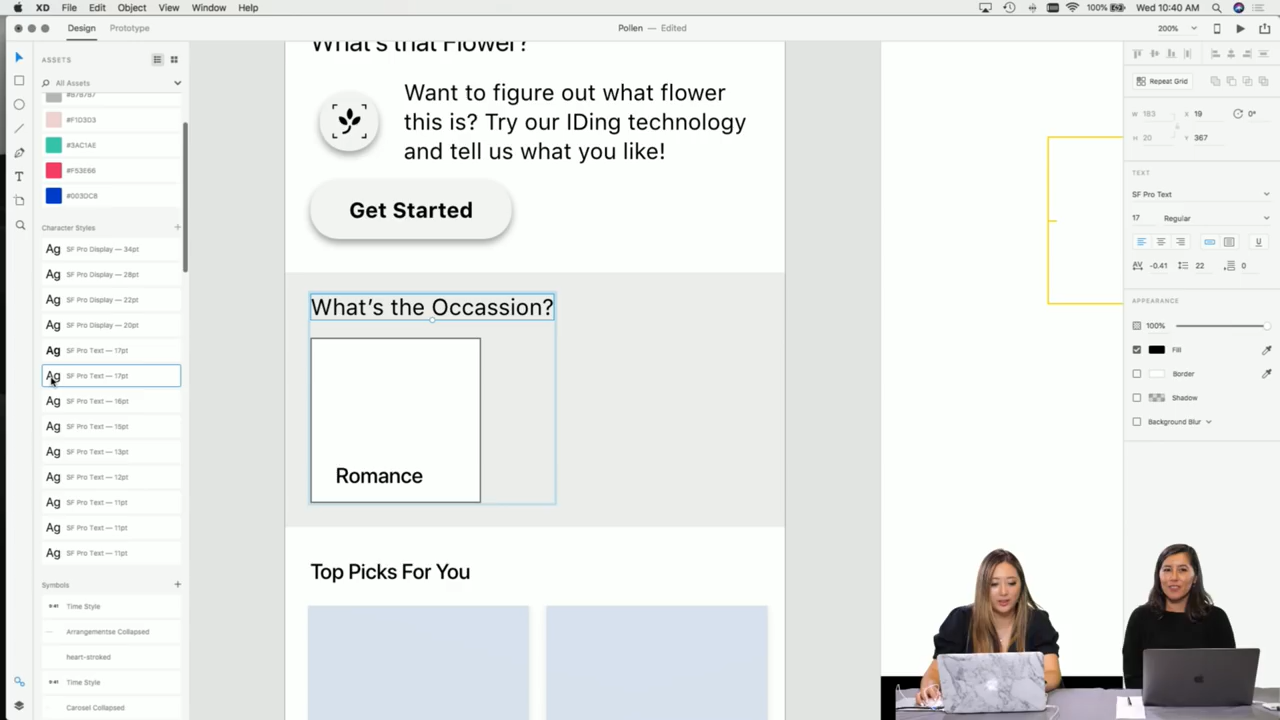 XD File Edit Object View Window Help
100% Wed 10:40 AM
Design Prototype
Pollen — Edited
200%
ASSETS
All Assets
#B7B7B7
#F1D3D3
#3AC1AE
#F53E66
#003DCB
Character Styles +
Ag SF Pro Display — 34pt
Ag SF Pro Display — 28pt
Ag SF Pro Display — 22pt
Ag SF Pro Display — 20pt
Ag SF Pro Text — 17pt
Ag SF Pro Text — 17pt
Ag SF Pro Text — 16pt
Ag SF Pro Text — 15pt
Ag SF Pro Text — 13pt
Ag SF Pro Text — 12pt
Ag SF Pro Text — 11pt
Ag SF Pro Text — 11pt
Ag SF Pro Text — 11pt
Symbols +
Time Style
Arrangementse Collapsed
heart-stroked
Time Style
Carosel Collapsed
What's that Flower?
Want to figure out what flower
this is? Try our IDing technology
and tell us what you like!
Get Started
What's the Occassion?
Romance
Top Picks For You
Repeat Grid
W 183 X 19 0°
H 20 Y 367
TEXT
SF Pro Text
17 Regular
AV -0.41 22 0
APPEARANCE
100%
Fill
Border
Shadow
Background Blur